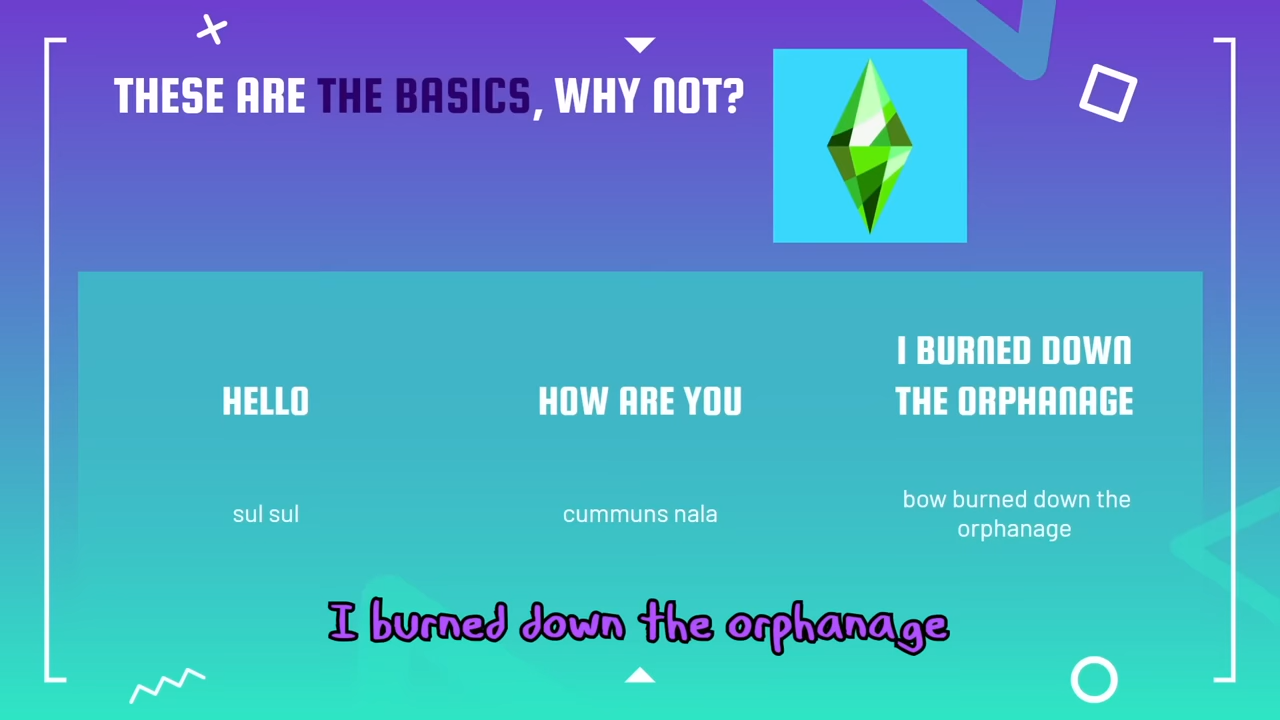 THESE ARE THE BASICS, WHY NOT?
HELLO
HOW ARE YOU
I BURNED DOWN
THE ORPHANAGE
sul sul
cummuns nala
bow burned down the
orphanage
I burned down the orphanage